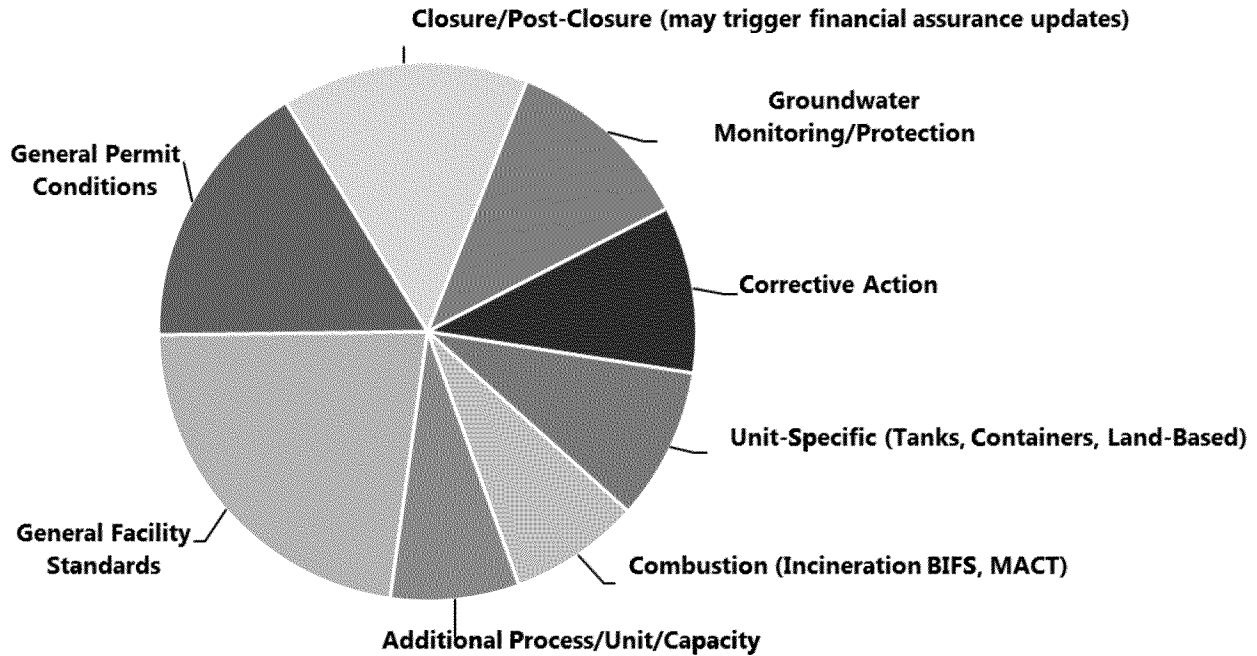 Closure/Post-Closure (may trigger financial assurance updates)
Groundwater
Monitoring/Protection
General Permit
Conditions
Corrective Action
Unit-Specific (Tanks, Containers, Land-Based)
General Facility
Standards
Combustion (Incineration BIFS, MACT)
Additional Process/Unit/Capacity